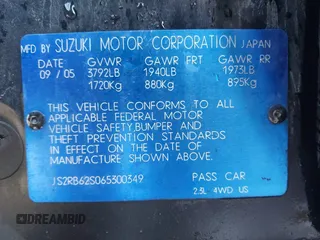 MFD BY SUZUKI MOTOR CORPORATION JAPAN
DATE GVWR GAWR FRT GAWR RR
09 / 05 3792LB 1940LB 1973LB
1720Kg 880Kg 895Kg
THIS VEHICLE CONFORMS TO ALL
APPLICABLE FEDERAL MOTOR
VEHICLE SAFETY,BUMPER AND
THEFT PREVENTION STANDARDS
IN EFFECT ON THE DATE OF
MANUFACTURE SHOWN ABOVE.
JS2RB62S065300349 PASS CAR
2.3L 4WD US
DREAMBID